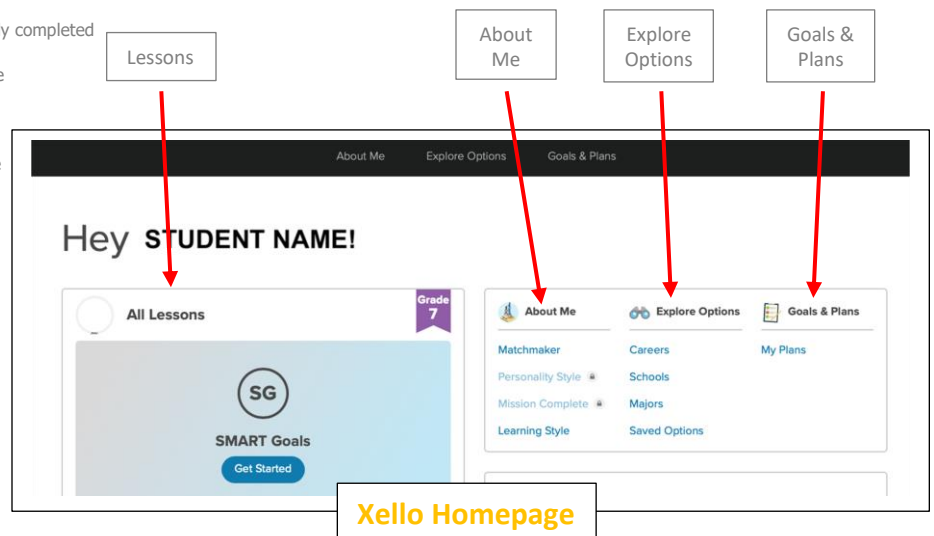 y completed
e
Lessons
About
Me
Explore
Options
Goals &
Plans
About Me Explore Options Goals & Plans
Hey STUDENT NAME!
All Lessons
Grade
7
SG
SMART Goals
Get Started
About Me Explore Options Goals & Plans
Matchmaker Careers My Plans
Personality Style Schools
Mission Complete Majors
Learning Style Saved Options
Xello Homepage